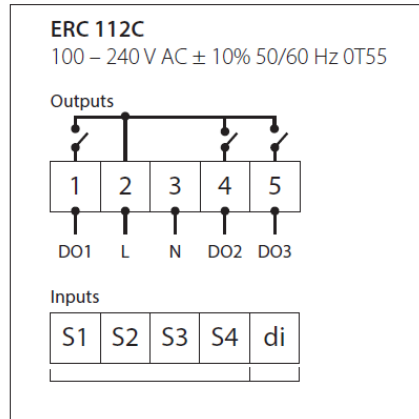 ERC 112C
100 – 240 V AC ± 10% 50/60 Hz 0T55
Outputs
1 2 3 4 5
DO1 L N DO2 DO3
Inputs
S1 S2 S3 S4 di